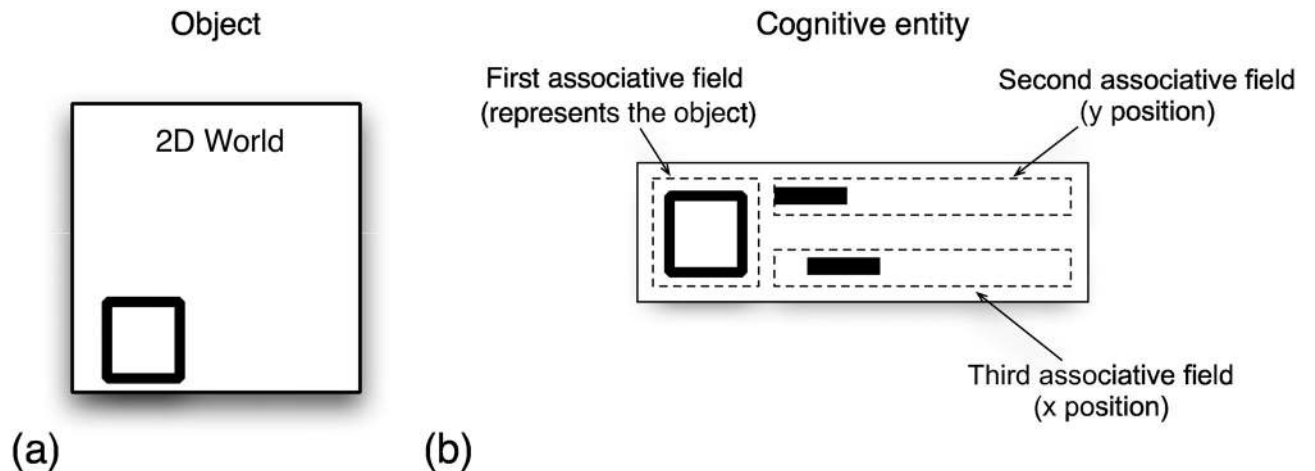 Object
2D World
(a)
Cognitive entity
First associative field
(represents the object)
Second associative field
(y position)
Third associative field
(x position)
(b)